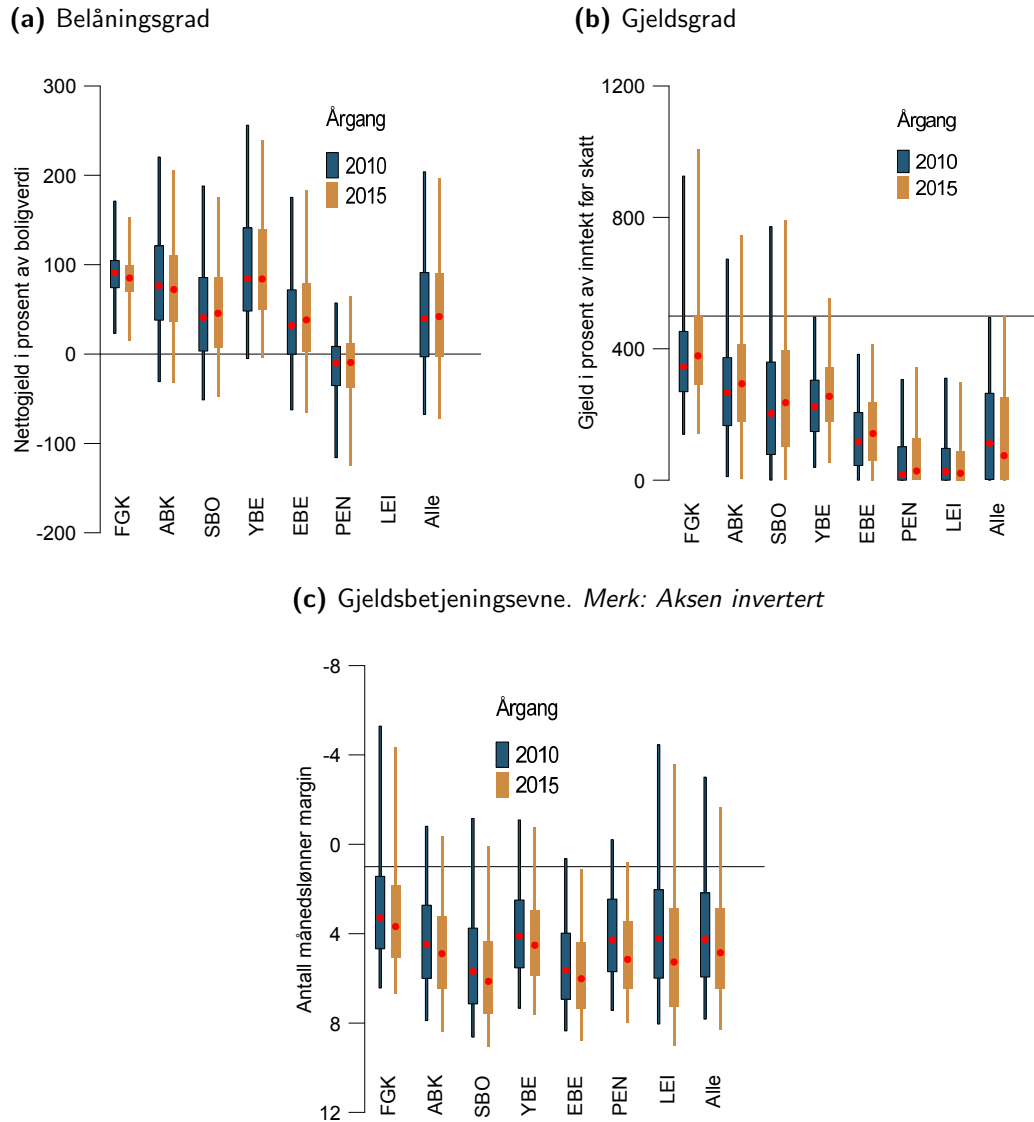 (a) Belåningsgrad
300
200
100
0
-100
-200
Nettogjeld i prosent av boligverdi
Årgang
2010
2015
FGK
ABK
SBO
YBE
EBE
PEN
LEI
Alle
(b) Gjeldsgrad
1200
800
400
0
Gjeld i prosent av inntekt før skatt
Årgang
2010
2015
FGK
ABK
SBO
YBE
EBE
PEN
LEI
Alle
(c) Gjeldsbetjeningsevne. Merk: Aksen invertert
-8
-4
0
4
8
12
Antall månedslønner margin
Årgang
2010
2015
FGK
ABK
SBO
YBE
EBE
PEN
LEI
Alle